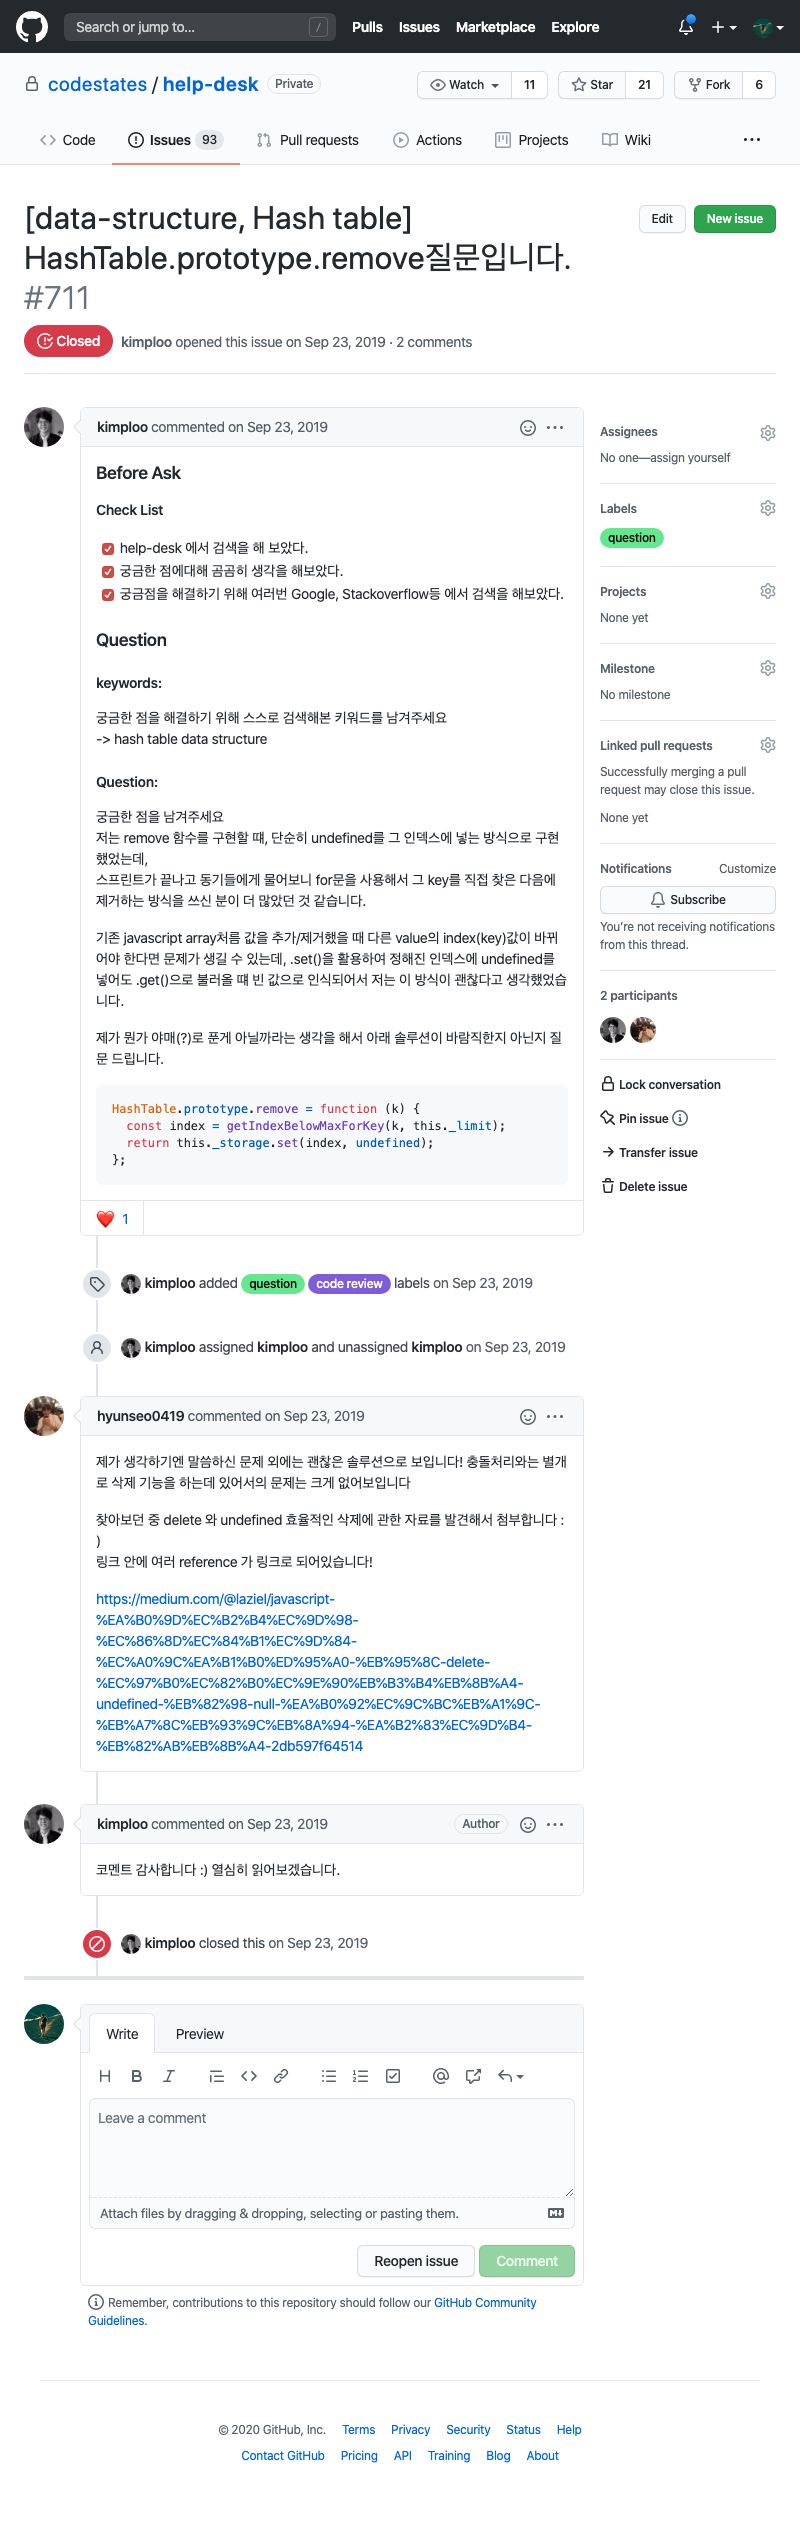 Search or jump to... / Pulls Issues Marketplace Explore
codestates / help-desk Private Watch 11 Star 21 Fork 6
Code Issues 93 Pull requests Actions Projects Wiki
[data-structure, Hash table]
HashTable.prototype.remove질문입니다.
#711
Edit New issue
Closed kimploo opened this issue on Sep 23, 2019 · 2 comments
kimploo commented on Sep 23, 2019
Before Ask
Check List
help-desk 에서 검색을 해 보았다.
궁금한 점에대해 곰곰히 생각을 해보았다.
궁금점을 해결하기 위해 여러번 Google, Stackoverflow등 에서 검색을 해보았다.
Question
keywords:
궁금한 점을 해결하기 위해 스스로 검색해본 키워드를 남겨주세요
-> hash table data structure
Question:
궁금한 점을 남겨주세요
저는 remove 함수를 구현할 떄, 단순히 undefined를 그 인덱스에 넣는 방식으로 구현
했었는데,
스프린트가 끝나고 동기들에게 물어보니 for문을 사용해서 그 key를 직접 찾은 다음에
제거하는 방식을 쓰신 분이 더 많았던 것 같습니다.
기존 javascript array처름 값을 추가/제거했을 때 다른 value의 index(key)값이 바뀌
어야 한다면 문제가 생길 수 있는데, .set()을 활용하여 정해진 인덱스에 undefined를
넣어도 .get()으로 불러올 떄 빈 값으로 인식되어서 저는 이 방식이 괜찮다고 생각했었습
니다.
제가 뭔가 야매(?)로 푼게 아닐까라는 생각을 해서 아래 솔루션이 바람직한지 아닌지 질
문 드립니다.
HashTable.prototype.remove = function (k) {
const index = getIndexBelowMaxForKey(k, this._limit);
return this._storage.set(index, undefined);
};
❤️ 1
kimploo added question code review labels on Sep 23, 2019
kimploo assigned kimploo and unassigned kimploo on Sep 23, 2019
hyunseo0419 commented on Sep 23, 2019
제가 생각하기엔 말씀하신 문제 외에는 괜찮은 솔루션으로 보입니다! 충돌처리와는 별개
로 삭제 기능을 하는데 있어서의 문제는 크게 없어보입니다
찾아보던 중 delete 와 undefined 효율적인 삭제에 관한 자료를 발견해서 첨부합니다 :
)
링크 안에 여러 reference 가 링크로 되어있습니다!
https://medium.com/@laziel/javascript-
%EA%B0%9D%EC%B2%B4%EC%9D%98-
%EC%86%8D%EC%84%B1%EC%9D%84-
%EC%A0%9C%EA%B1%B0%ED%95%A0-%EB%95%8C-delete-
%EC%97%B0%EC%82%B0%EC%9E%90%EB%B3%B4%EB%8B%A4-
undefined-%EB%82%98-null-%EA%B0%92%EC%9C%BC%EB%A1%9C-
%EB%A7%8C%EB%93%9C%EB%8A%94-%EA%B2%83%EC%9D%B4-
%EB%82%AB%EB%8B%A4-2db597f64514
kimploo commented on Sep 23, 2019 Author
코멘트 감사합니다 :) 열심히 읽어보겠습니다.
kimploo closed this on Sep 23, 2019
Write Preview
Leave a comment
Attach files by dragging & dropping, selecting or pasting them.
Reopen issue Comment
Remember, contributions to this repository should follow our GitHub Community
Guidelines.
Assignees
No one—assign yourself
Labels
question
Projects
None yet
Milestone
No milestone
Linked pull requests
Successfully merging a pull
request may close this issue.
None yet
Notifications Customize
Subscribe
You're not receiving notifications
from this thread.
2 participants
Lock conversation
Pin issue
Transfer issue
Delete issue
© 2020 GitHub, Inc. Terms Privacy Security Status Help
Contact GitHub Pricing API Training Blog About